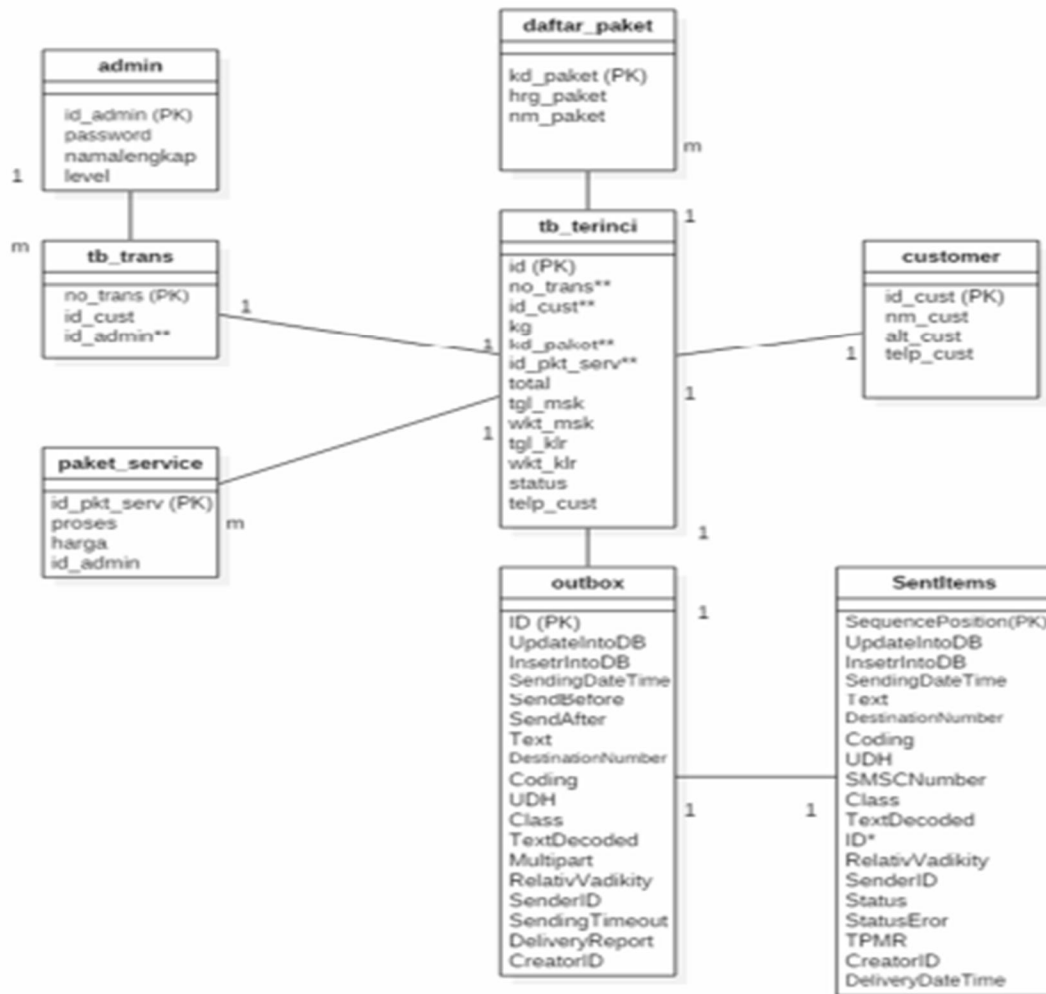 admin
id_admin (PK)
password
namalengkap
level
1
m
daftar_paket
kd_paket (PK)
hrg_paket
nm_paket
m
1
tb_trans
no_trans (PK)
id_cust
id_admin**
1
1
tb_terinci
id (PK)
no_trans**
id_cust**
kg
kd_paket**
id_pkt_serv**
total
tgl_msk
wkt_msk
tgl_klr
wkt_klr
status
telp_cust
customer
id_cust (PK)
nm_cust
alt_cust
telp_cust
1
1
paket_service
id_pkt_serv (PK)
proses
harga
id_admin
m
1
1
1
outbox
ID (PK)
UpdateIntoDB
InsetrIntoDB
SendingDateTime
SendBefore
SendAfter
Text
DestinationNumber
Coding
UDH
Class
TextDecoded
Multipart
RelativVadikity
SenderID
SendingTimeout
DeliveryReport
CreatorID
1
1
SentItems
SequencePosition(PK)
UpdateIntoDB
InsetrIntoDB
SendingDateTime
Text
DestinationNumber
Coding
UDH
SMSCNumber
Class
TextDecoded
ID*
RelativVadikity
SenderID
Status
StatusEror
TPMR
CreatorID
DeliveryDateTime